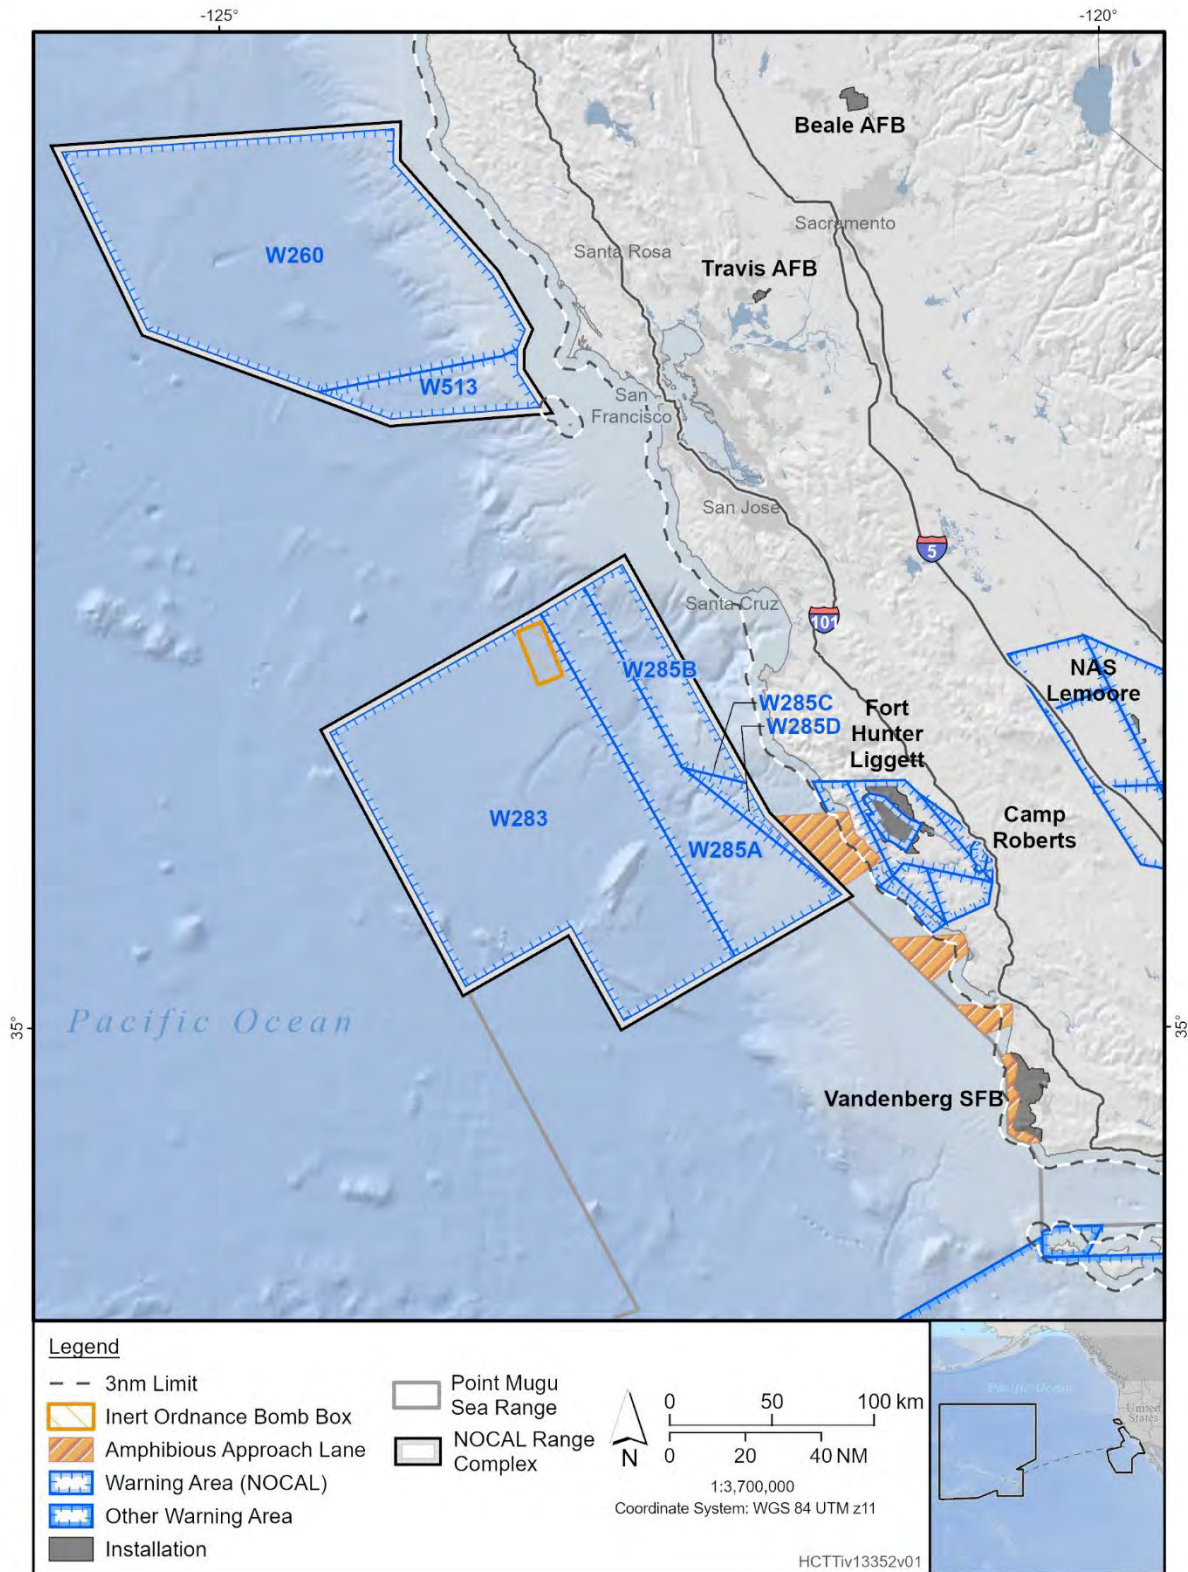 -125°
-120°
Beale AFB
Sacramento
Santa Rosa
W260
Travis AFB
W513
San
Francisco
San Jose
5
Santa Cruz
101
W285B
NAS
Lemoore
W285C
W285D
Fort
Hunter
Liggett
W283
W285A
Camp
Roberts
Pacific Ocean
35°
35°
Vandenberg SFB
Legend
3nm Limit
Inert Ordnance Bomb Box
Amphibious Approach Lane
Warning Area (NOCAL)
Other Warning Area
Installation
Point Mugu
Sea Range
NOCAL Range
Complex
N
0 50 100 km
0 20 40 NM
1:3,700,000
Coordinate System: WGS 84 UTM z11
HCTTiv13352v01
Pacific Ocean
United
States